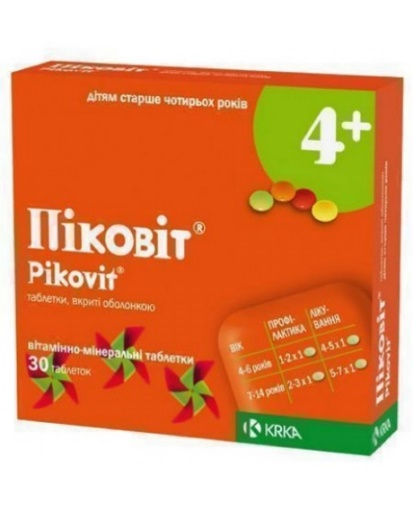 дітям старше чотирьох років
4+
Піковіт®
Pikovit®
таблетки, вкриті оболонкою
вітамінно-мінеральні таблетки
30 таблеток
ВІК ПРОФІ-ЛАКТИКА ЛІКУ-ВАННЯ
4-6 років 1-2 x 1 4-5 x 1
7-14 років 2-3 x 1 5-7 x 1
KRKA